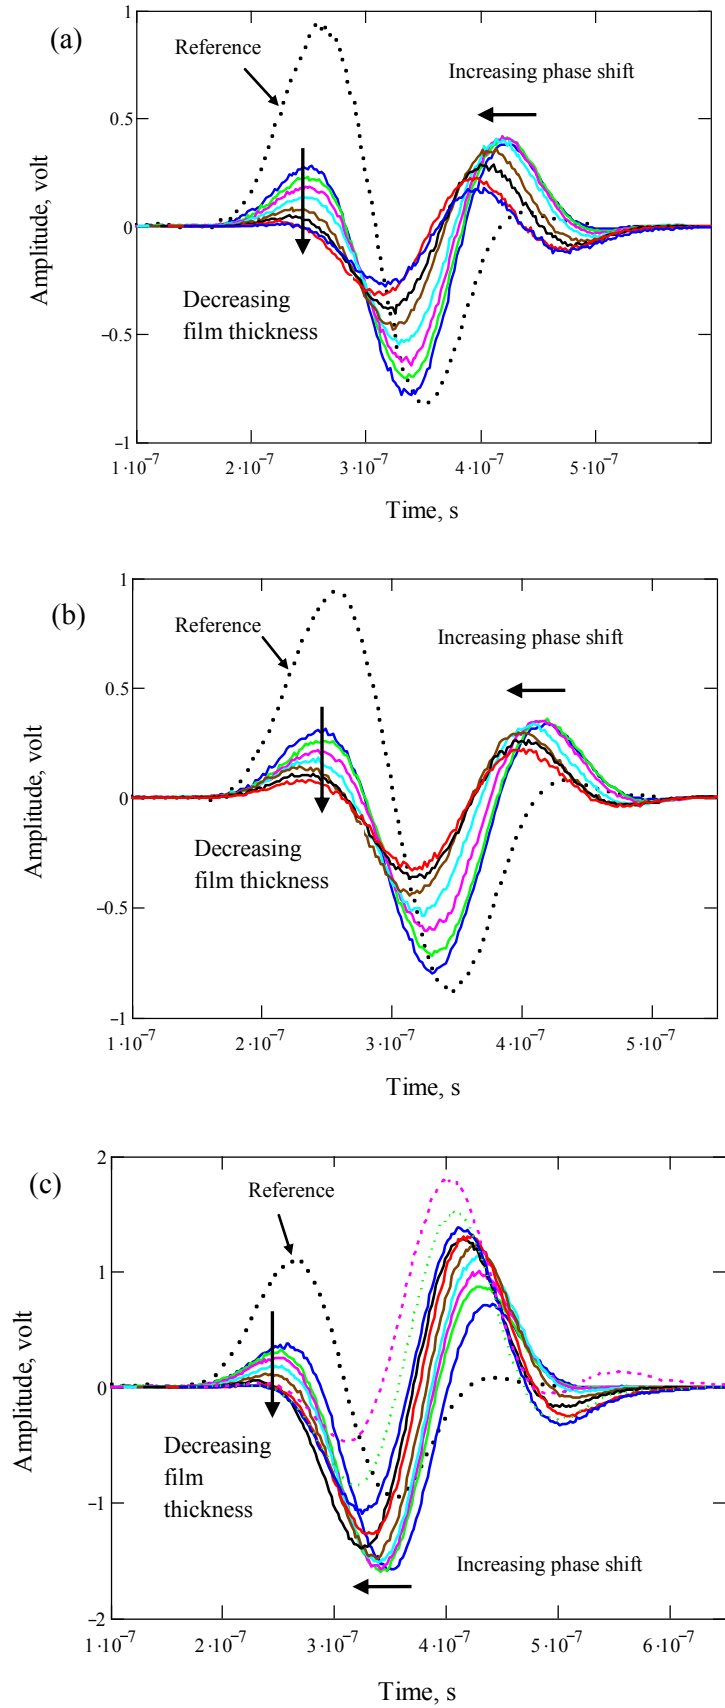 (a)
Reference
Increasing phase shift
Decreasing
film thickness
Amplitude, volt
1
0.5
0
−0.5
−1
1·10⁻⁷
2·10⁻⁷
3·10⁻⁷
4·10⁻⁷
5·10⁻⁷
Time, s
(b)
Reference
Increasing phase shift
Decreasing
film thickness
Amplitude, volt
1
0.5
0
−0.5
−1
1·10⁻⁷
2·10⁻⁷
3·10⁻⁷
4·10⁻⁷
5·10⁻⁷
Time, s
(c)
Reference
Decreasing
film
thickness
Increasing phase shift
Amplitude, volt
2
1
0
−1
−2
1·10⁻⁷
2·10⁻⁷
3·10⁻⁷
4·10⁻⁷
5·10⁻⁷
6·10⁻⁷
Time, s